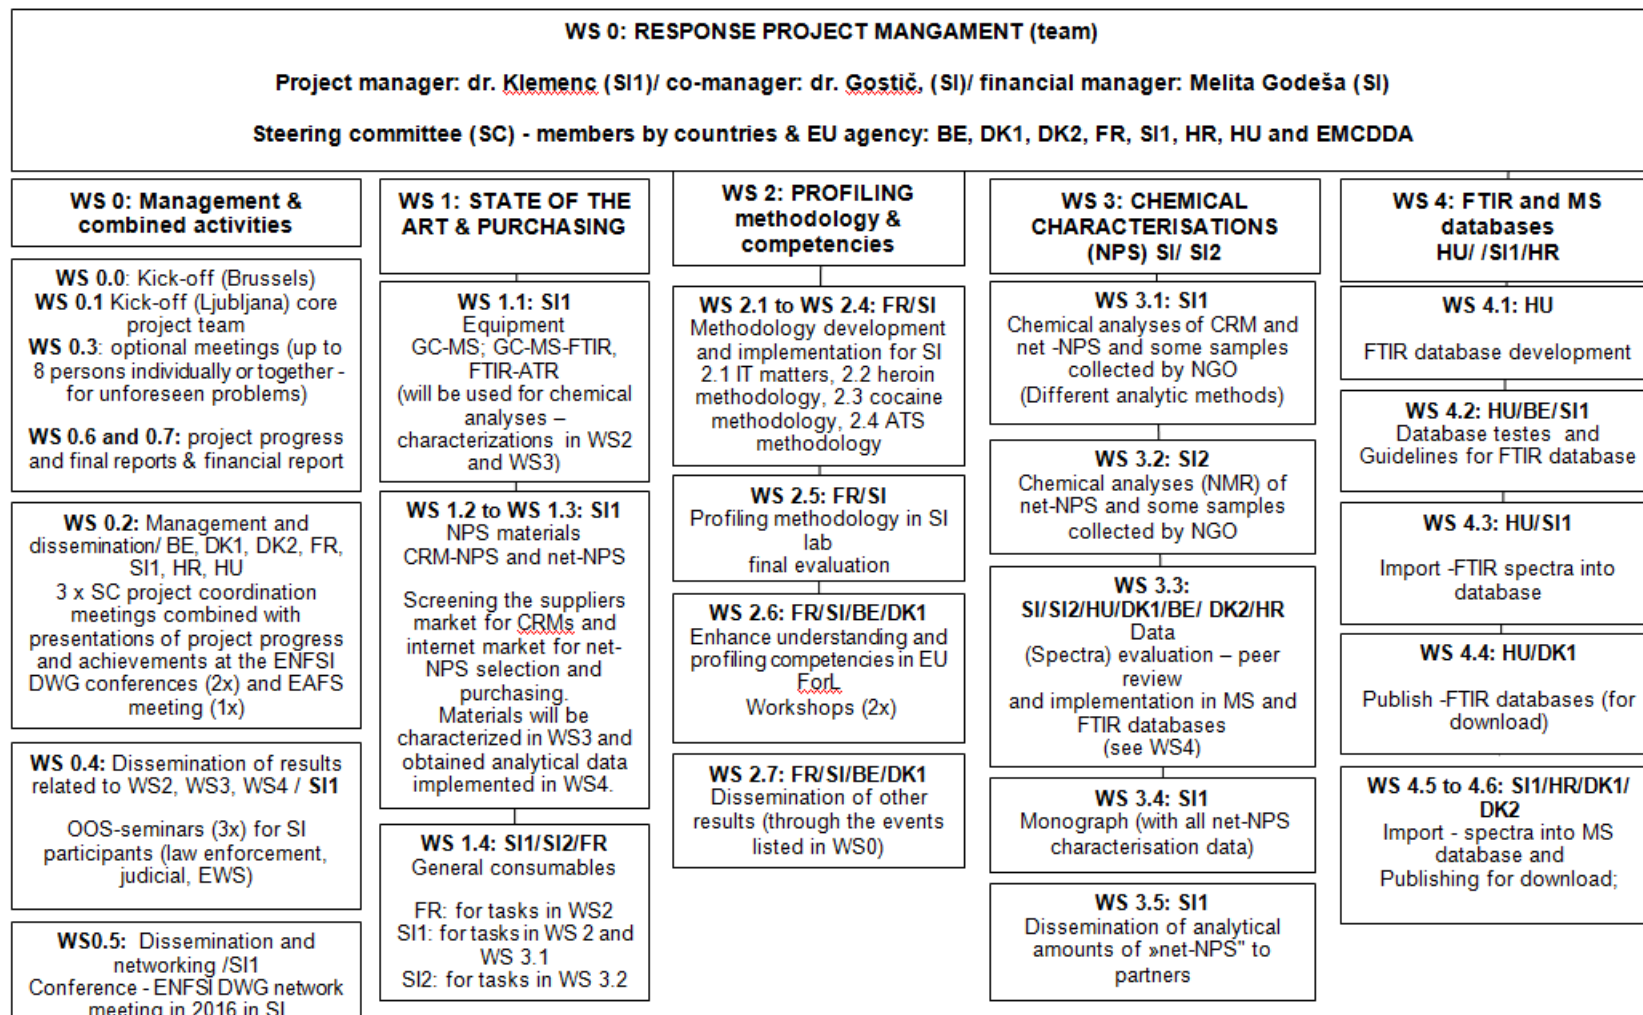 WS 0: RESPONSE PROJECT MANGAMENT (team)
Project manager: dr. Klemenc (SI1)/ co-manager: dr. Gostič, (SI)/ financial manager: Melita Godeša (SI)
Steering committee (SC) - members by countries & EU agency: BE, DK1, DK2, FR, SI1, HR, HU and EMCDDA
WS 0: Management &
combined activities
WS 0.0: Kick-off (Brussels)
WS 0.1 Kick-off (Ljubljana) core
project team
WS 0.3: optional meetings (up to
8 persons individually or together -
for unforeseen problems)
WS 0.6 and 0.7: project progress
and final reports & financial report
WS 0.2: Management and
dissemination/ BE, DK1, DK2, FR,
SI1, HR, HU
3 x SC project coordination
meetings combined with
presentations of project progress
and achievements at the ENFSI
DWG conferences (2x) and EAFS
meeting (1x)
WS 0.4: Dissemination of results
related to WS2, WS3, WS4 / SI1
OOS-seminars (3x) for SI
participants (law enforcement,
judicial, EWS)
WS0.5: Dissemination and
networking /SI1
Conference - ENFSI DWG network
meeting in 2016 in SI
WS 1: STATE OF THE
ART & PURCHASING
WS 1.1: SI1
Equipment
GC-MS; GC-MS-FTIR,
FTIR-ATR
(will be used for chemical
analyses –
characterizations in WS2
and WS3)
WS 1.2 to WS 1.3: SI1
NPS materials
CRM-NPS and net-NPS
Screening the suppliers
market for CRMs and
internet market for net-
NPS selection and
purchasing.
Materials will be
characterized in WS3 and
obtained analytical data
implemented in WS4.
WS 1.4: SI1/SI2/FR
General consumables
FR: for tasks in WS2
SI1: for tasks in WS 2 and
WS 3.1
SI2: for tasks in WS 3.2
WS 2: PROFILING
methodology &
competencies
WS 2.1 to WS 2.4: FR/SI
Methodology development
and implementation for SI
2.1 IT matters, 2.2 heroin
methodology, 2.3 cocaine
methodology, 2.4 ATS
methodology
WS 2.5: FR/SI
Profiling methodology in SI
lab
final evaluation
WS 2.6: FR/SI/BE/DK1
Enhance understanding and
profiling competencies in EU
ForL
Workshops (2x)
WS 2.7: FR/SI/BE/DK1
Dissemination of other
results (through the events
listed in WS0)
WS 3: CHEMICAL
CHARACTERISATIONS
(NPS) SI/ SI2
WS 3.1: SI1
Chemical analyses of CRM and
net -NPS and some samples
collected by NGO
(Different analytic methods)
WS 3.2: SI2
Chemical analyses (NMR) of
net-NPS and some samples
collected by NGO
WS 3.3:
SI/SI2/HU/DK1/BE/ DK2/HR
Data
(Spectra) evaluation – peer
review
and implementation in MS and
FTIR databases
(see WS4)
WS 3.4: SI1
Monograph (with all net-NPS
characterisation data)
WS 3.5: SI1
Dissemination of analytical
amounts of »net-NPS" to
partners
WS 4: FTIR and MS
databases
HU/ /SI1/HR
WS 4.1: HU
FTIR database development
WS 4.2: HU/BE/SI1
Database testes and
Guidelines for FTIR database
WS 4.3: HU/SI1
Import -FTIR spectra into
database
WS 4.4: HU/DK1
Publish -FTIR databases (for
download)
WS 4.5 to 4.6: SI1/HR/DK1/
DK2
Import - spectra into MS
database and
Publishing for download;